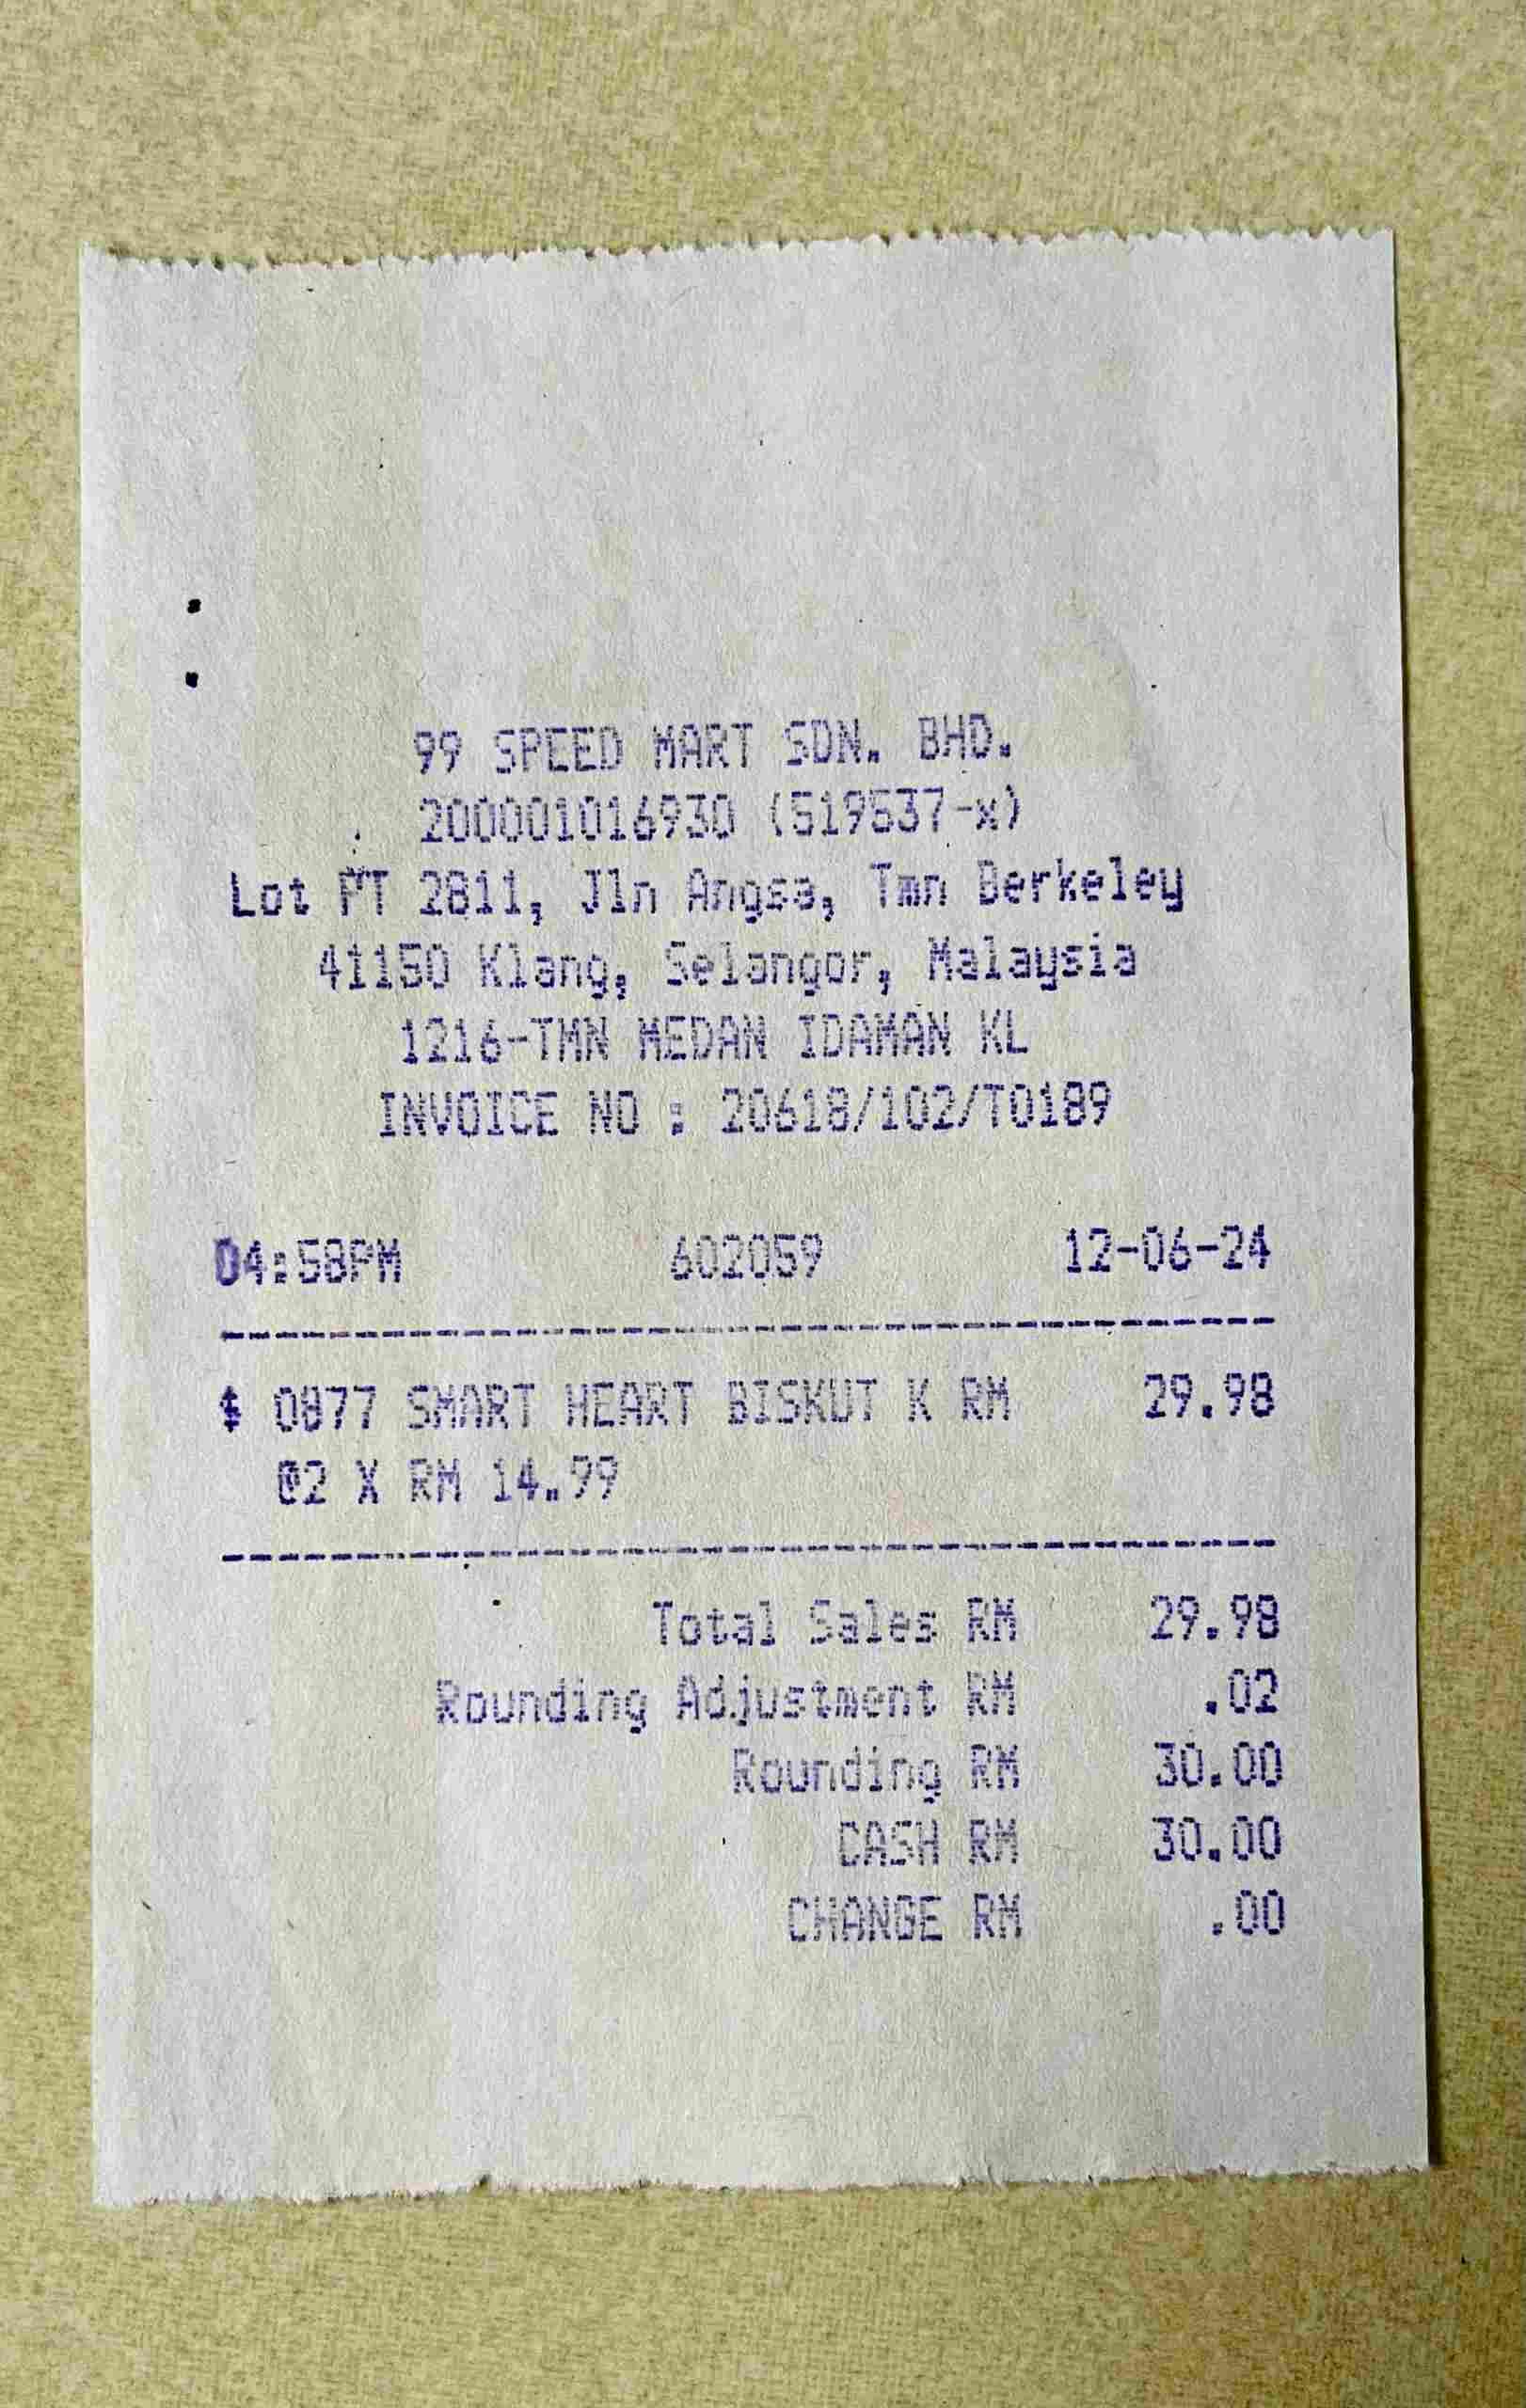 99 SPEED MART SDN. BHD.
200001016930 (519537-x)
Lot PT 2811, Jln Angsa, Tmn Berkeley
41150 Klang, Selangor, Malaysia
1216-TMN MEDAN IDAMAN KL
INVOICE NO : 20618/102/T0189
04:58PM 602059 12-06-24
$ 0877 SMART HEART BISKUT K RM 29.98
@2 X RM 14.99
Total Sales RM 29.98
Rounding Adjustment RM .02
Rounding RM 30.00
CASH RM 30.00
CHANGE RM .00